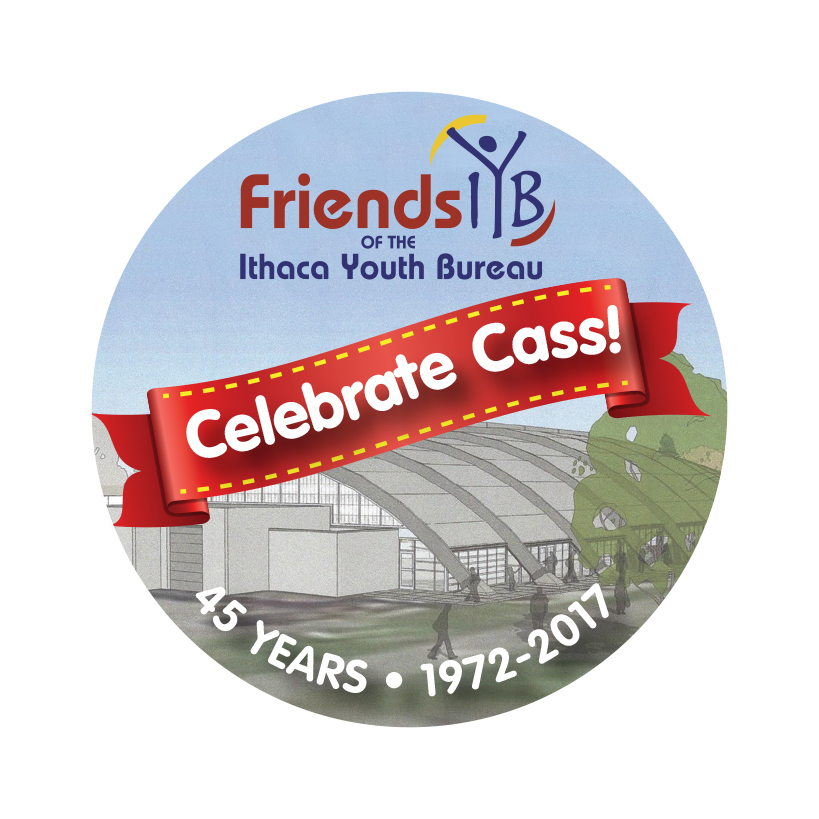 Friends IYB
OF THE
Ithaca Youth Bureau
Celebrate Cass!
45 YEARS • 1972-2017